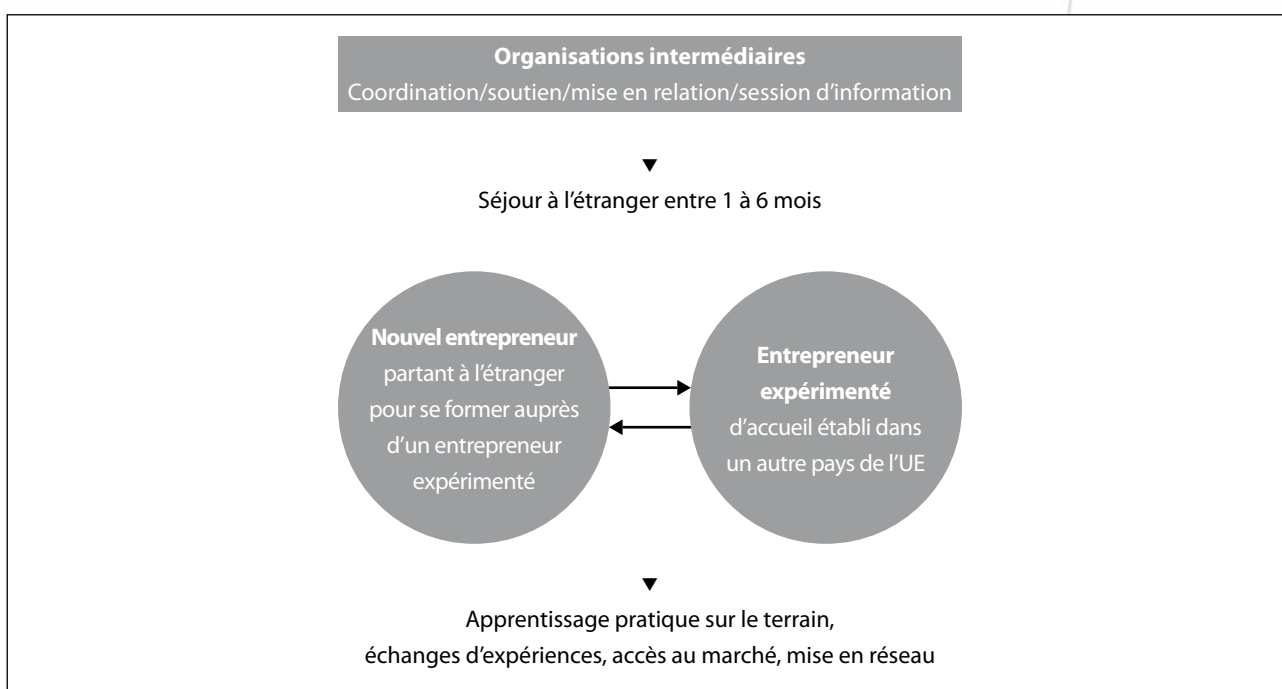 Organisations intermédiaires
Coordination/soutien/mise en relation/session d’information
Séjour à l’étranger entre 1 à 6 mois
Nouvel entrepreneur
partant à l’étranger
pour se former auprès
d’un entrepreneur
expérimenté
Entrepreneur
expérimenté
d’accueil établi dans
un autre pays de l’UE
Apprentissage pratique sur le terrain,
échanges d’expériences, accès au marché, mise en réseau